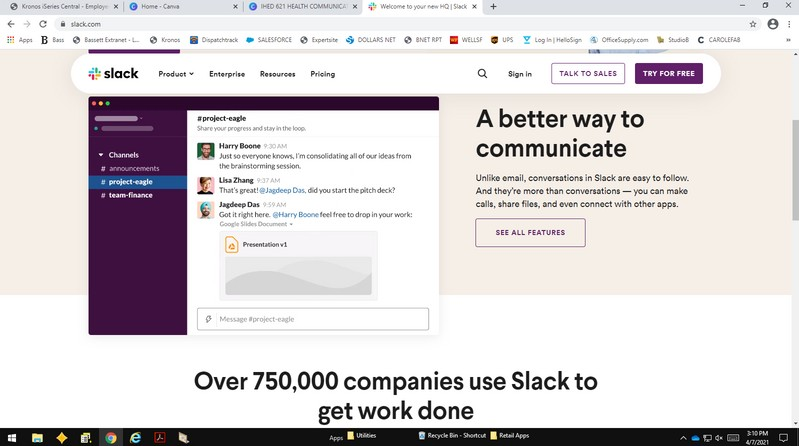 Kronos iSeries Central - Employe
Home - Canva
IHED 621 HEALTH COMMUNICAT
Welcome to your new HQ | Slack
slack.com
Apps
Bass
Bassett Extranet - L...
Kronos
Dispatchtrack
SALESFORCE
Expertsite
DOLLARS NET
BNET RPT
WELLSF
UPS
Log In | HelloSign
OfficeSupply.com
StudioB
CAROLEFAB
slack
Product
Enterprise
Resources
Pricing
Sign in
TALK TO SALES
TRY FOR FREE
Channels
# announcements
# project-eagle
# team-finance
#project-eagle
Share your progress and stay in the loop.
Harry Boone 9:30 AM
Just so everyone knows, I'm consolidating all of our ideas from
the brainstorming session.
Lisa Zhang 9:37 AM
That's great! @Jagdeep Das, did you start the pitch deck?
Jagdeep Das 9:59 AM
Got it right here. @Harry Boone feel free to drop in your work:
Google Slides Document
Presentation v1
Message #project-eagle
A better way to
communicate
Unlike email, conversations in Slack are easy to follow.
And they're more than conversations — you can make
calls, share files, and even connect with other apps.
SEE ALL FEATURES
Over 750,000 companies use Slack to
get work done
Apps
Utilities
Recycle Bin - Shortcut
Retail Apps
3:10 PM
4/7/2021